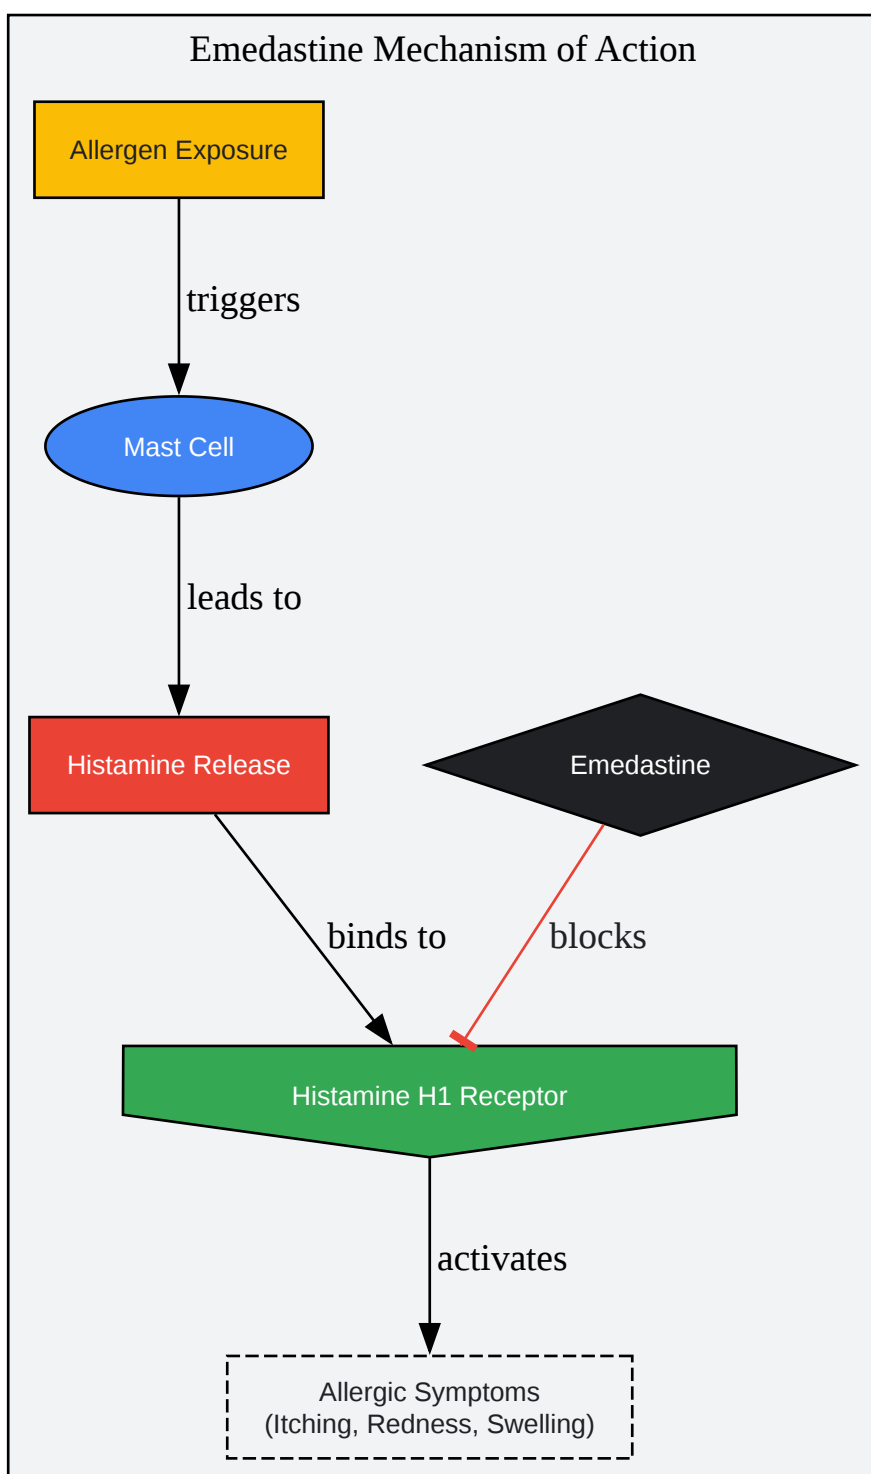 Emedastine Mechanism of Action
Allergen Exposure
triggers
Mast Cell
leads to
Histamine Release
Emedastine
binds to
blocks
Histamine H1 Receptor
activates
Allergic Symptoms
(Itching, Redness, Swelling)